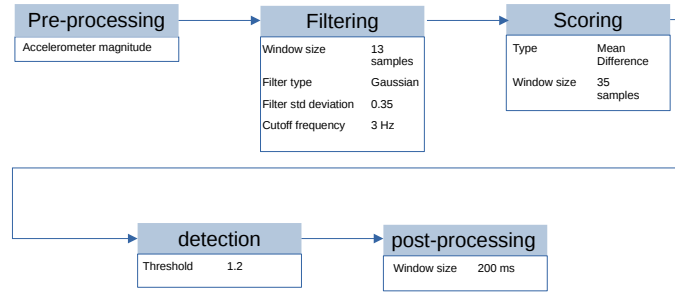 Pre-processing
Accelerometer magnitude
Filtering
Window size 13
samples
Filter type Gaussian
Filter std deviation 0.35
Cutoff frequency 3 Hz
Scoring
Type Mean
Difference
Window size 35
samples
detection
Threshold 1.2
post-processing
Window size 200 ms